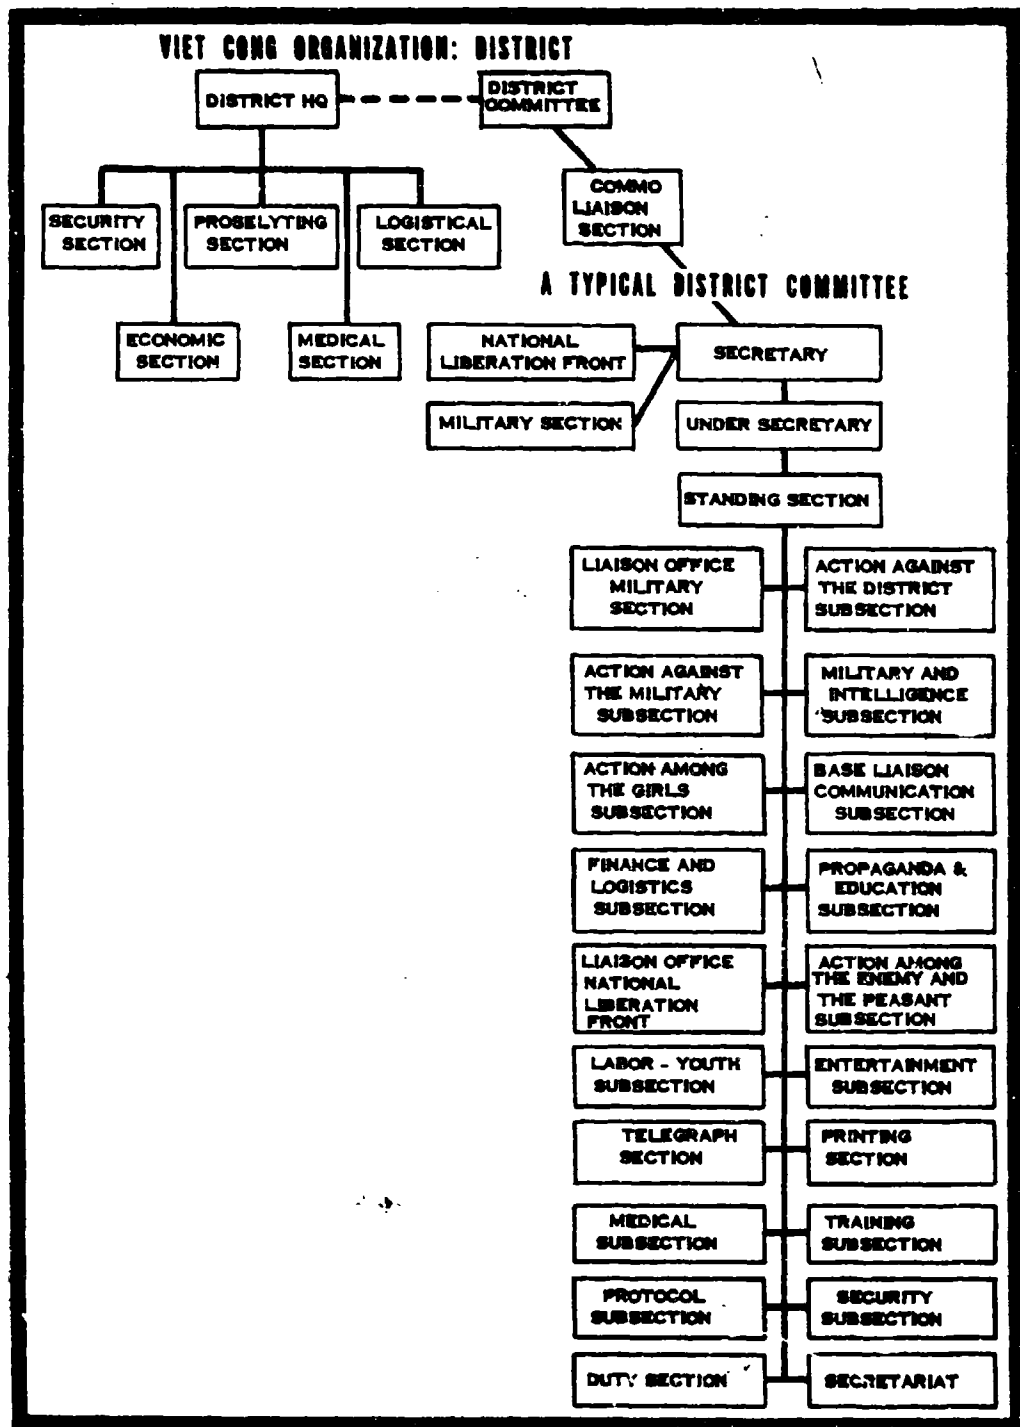 VIET CONG ORGANIZATION: DISTRICT
DISTRICT HQ
DISTRICT
COMMITTEE
COMMO
LIAISON
SECTION
SECURITY
SECTION
PROSELYTING
SECTION
LOGISTICAL
SECTION
ECONOMIC
SECTION
MEDICAL
SECTION
A TYPICAL DISTRICT COMMITTEE
NATIONAL
LIBERATION FRONT
SECRETARY
MILITARY SECTION
UNDER SECRETARY
STANDING SECTION
LIAISON OFFICE
MILITARY
SECTION
ACTION AGAINST
THE DISTRICT
SUBSECTION
ACTION AGAINST
THE MILITARY
SUBSECTION
MILITARY AND
INTELLIGENCE
SUBSECTION
ACTION AMONG
THE GIRLS
SUBSECTION
BASE LIAISON
COMMUNICATION
SUBSECTION
FINANCE AND
LOGISTICS
SUBSECTION
PROPAGANDA &
EDUCATION
SUBSECTION
LIAISON OFFICE
NATIONAL
LIBERATION
FRONT
ACTION AMONG
THE ENEMY AND
THE PEASANT
SUBSECTION
LABOR - YOUTH
SUBSECTION
ENTERTAINMENT
SUBSECTION
TELEGRAPH
SECTION
PRINTING
SECTION
MEDICAL
SUBSECTION
TRAINING
SUBSECTION
PROTOCOL
SUBSECTION
SECURITY
SUBSECTION
DUTY SECTION
SECRETARIAT